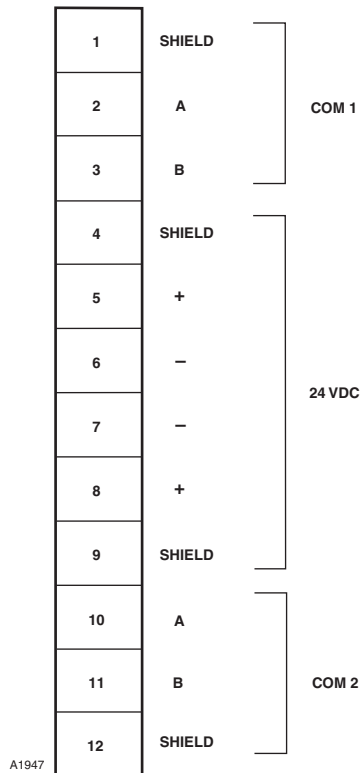 1 SHIELD
2 A COM 1
3 B
4 SHIELD
5 +
6 –
24 VDC
7 –
8 +
9 SHIELD
10 A
11 B COM 2
12 SHIELD
A1947